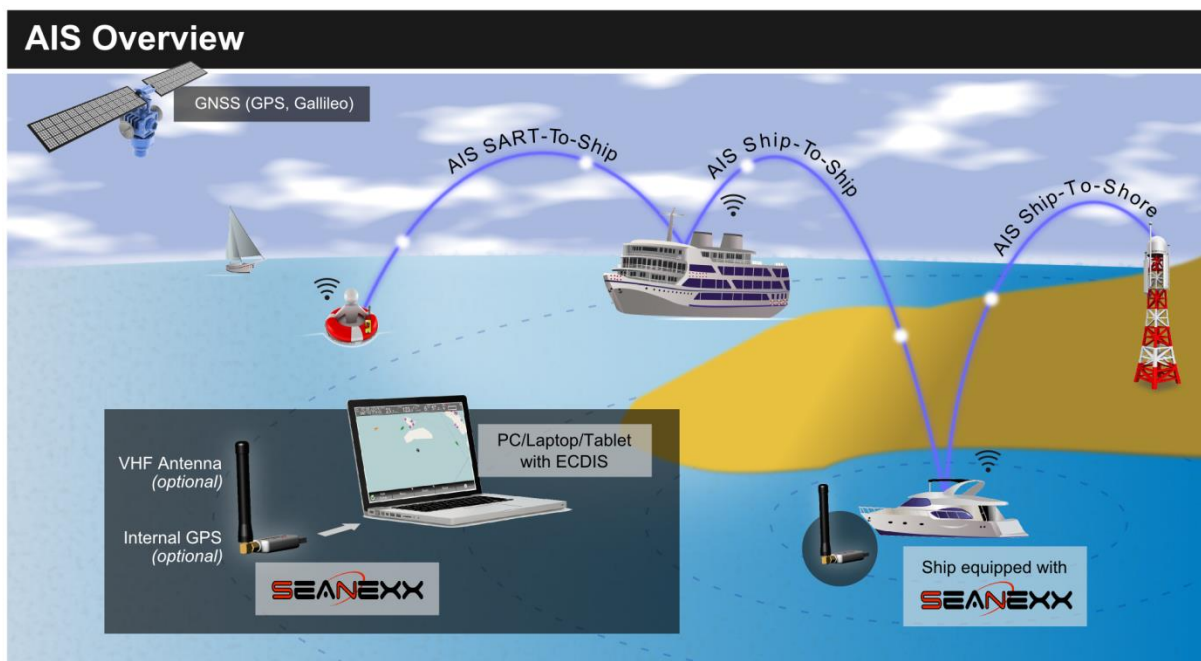 AIS Overview
GNSS (GPS, Gallileo)
AIS SART-To-Ship
AIS Ship-To-Ship
AIS Ship-To-Shore
VHF Antenna
(optional)
Internal GPS
(optional)
PC/Laptop/Tablet
with ECDIS
SEANEXX
Ship equipped with
SEANEXX